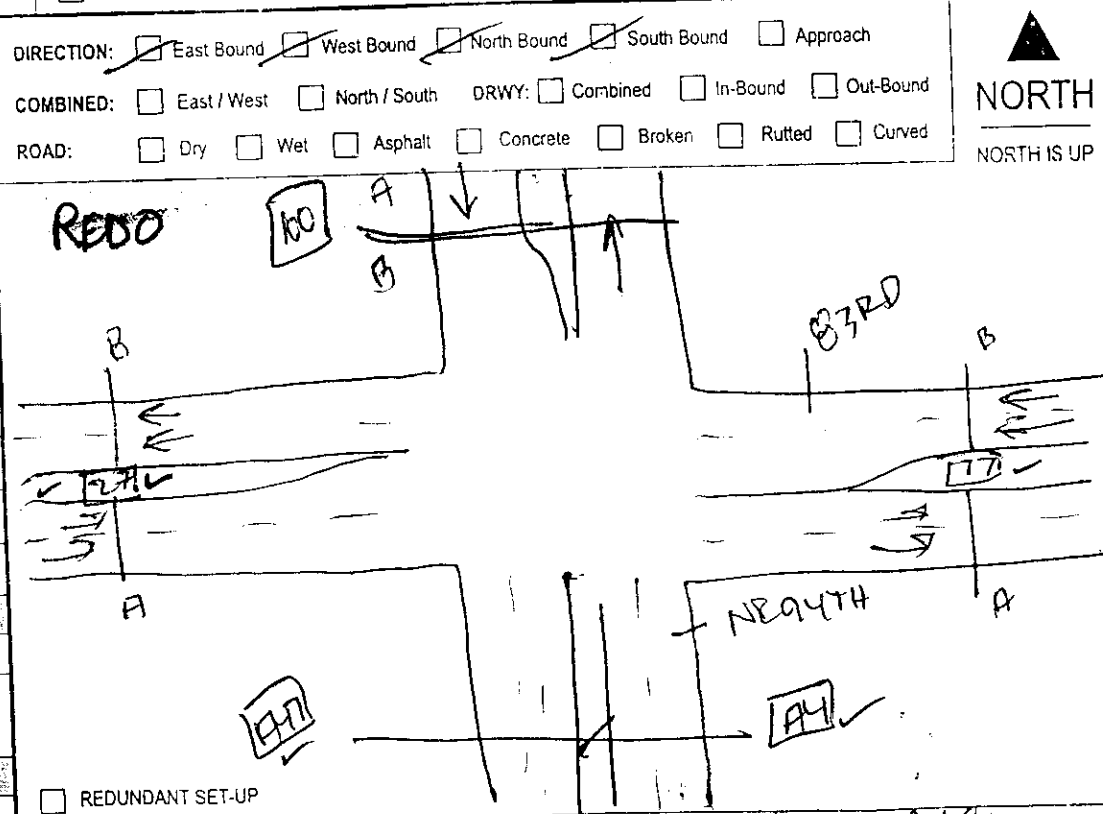 DIRECTION: East Bound West Bound North Bound South Bound Approach
COMBINED: East / West North / South DRWY: Combined In-Bound Out-Bound
ROAD: Dry Wet Asphalt Concrete Broken Rutted Curved
NORTH
NORTH IS UP
REDO
100
A
B
83RD
B
B
27
77
A
NE94TH
A
A47
A4
REDUNDANT SET-UP